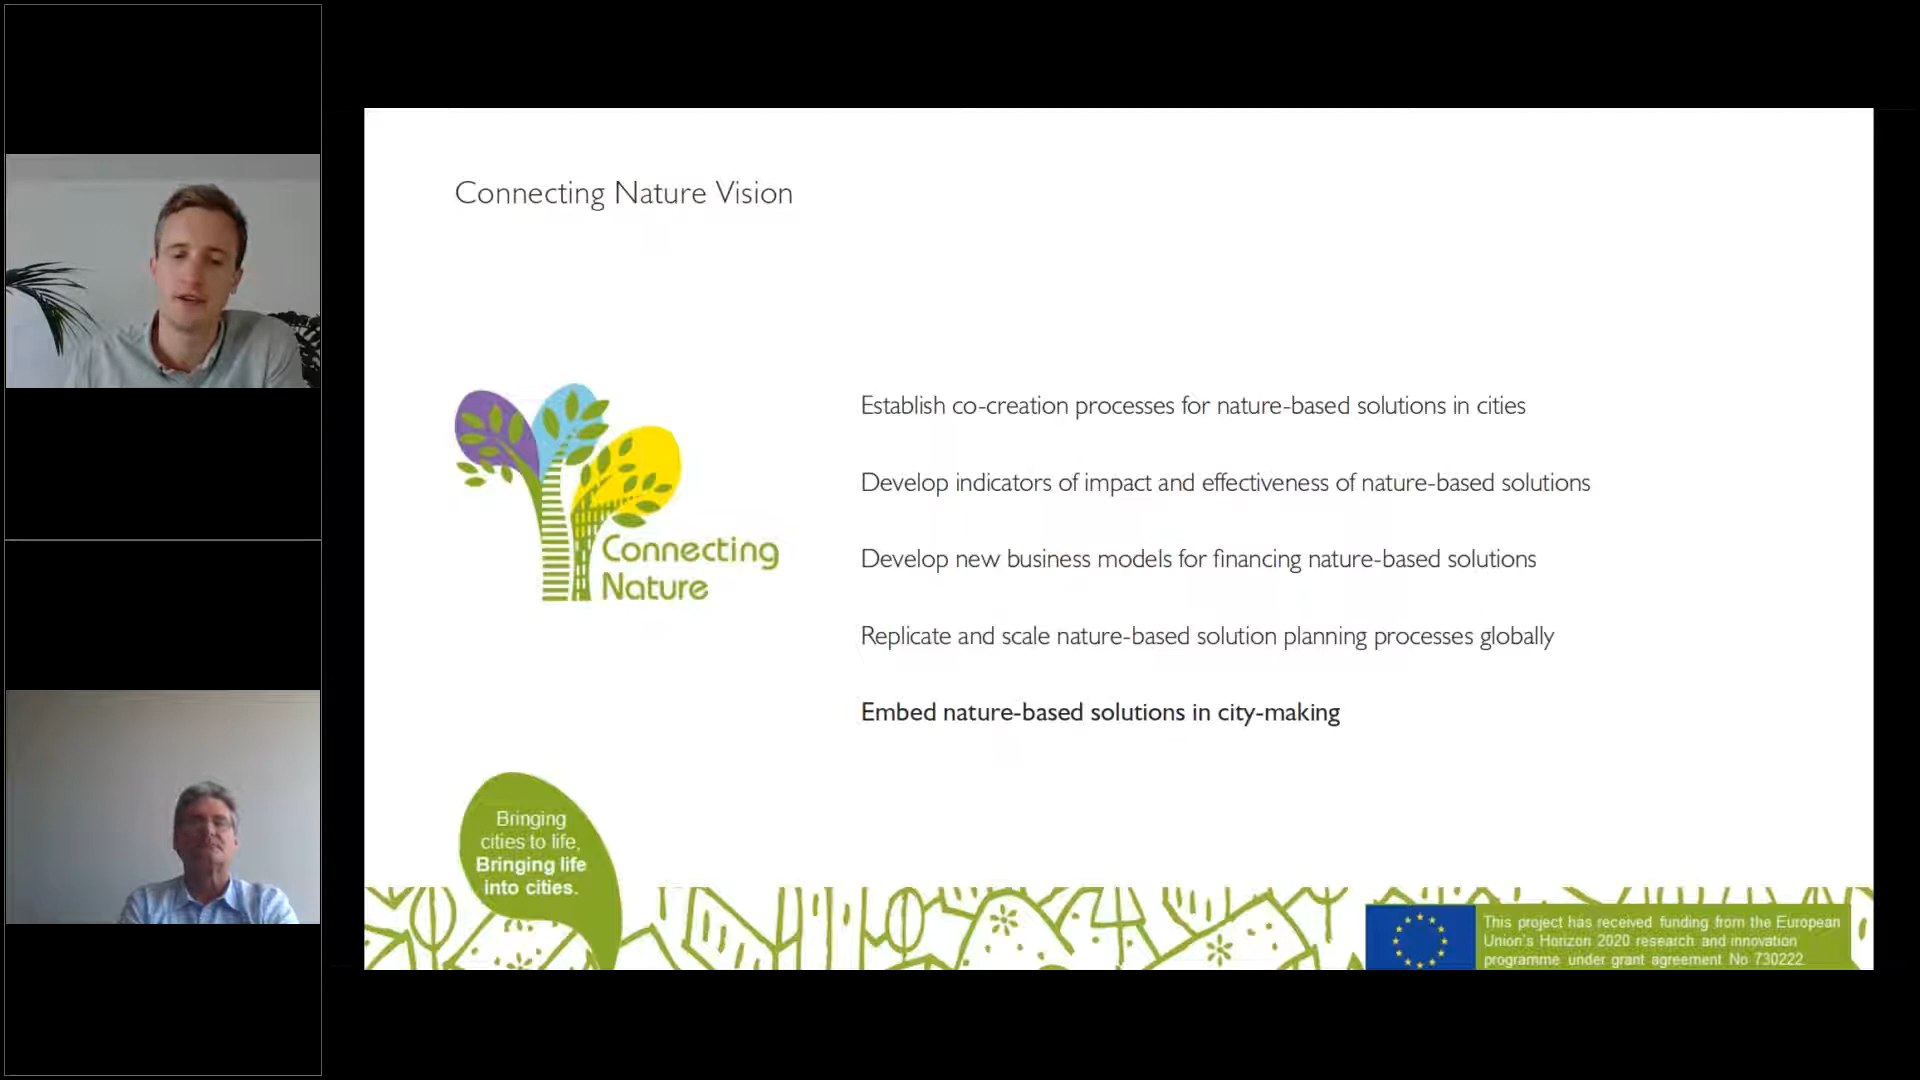 Connecting Nature Vision
Connecting
Nature
Establish co-creation processes for nature-based solutions in cities
Develop indicators of impact and effectiveness of nature-based solutions
Develop new business models for financing nature-based solutions
Replicate and scale nature-based solution planning processes globally
Embed nature-based solutions in city-making
Bringing
cities to life,
Bringing life
into cities.
This project has received funding from the European
Union's Horizon 2020 research and innovation
programme under grant agreement No 730222